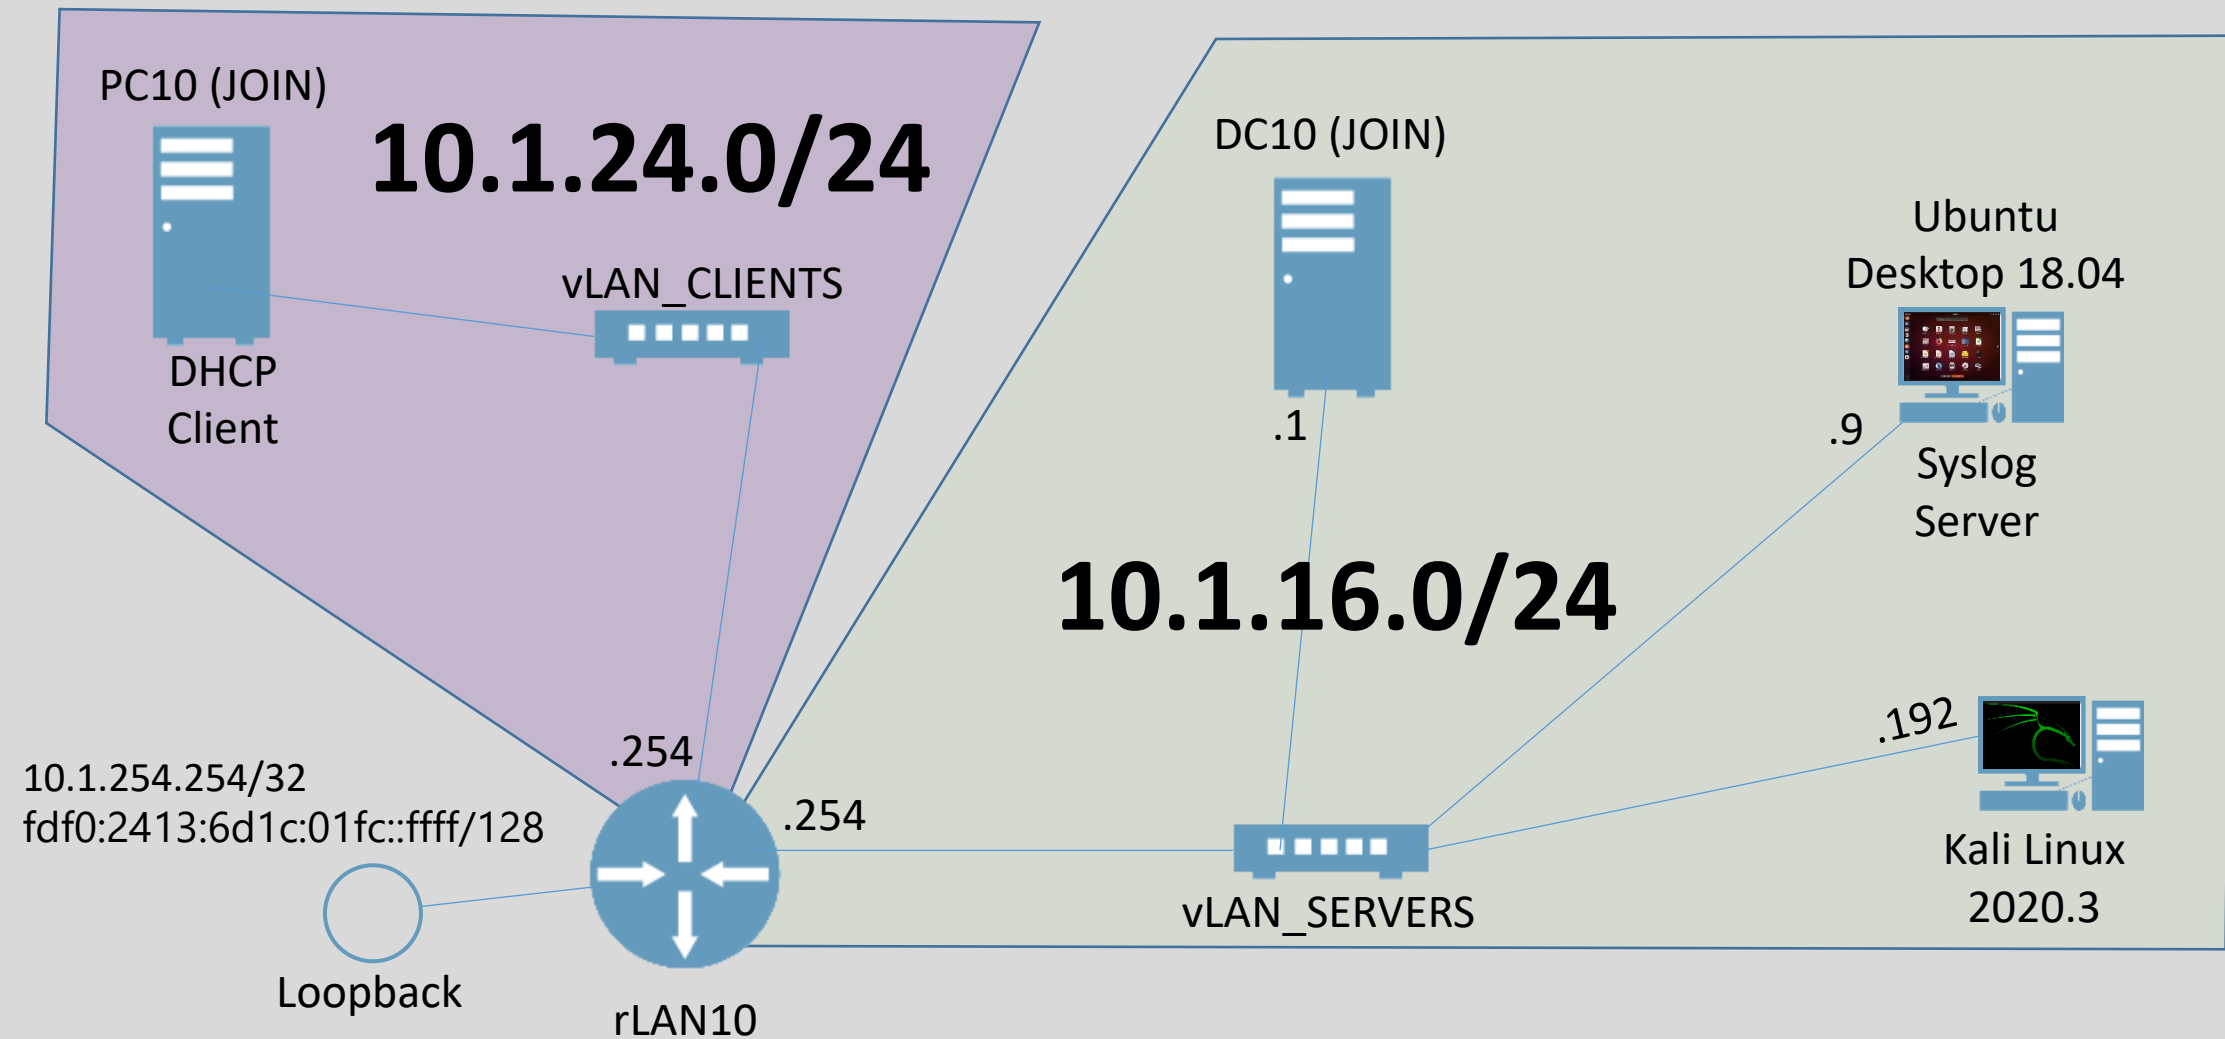 PC10 (JOIN)
10.1.24.0/24
vLAN_CLIENTS
DHCP
Client
DC10 (JOIN)
.1
Ubuntu
Desktop 18.04
.9
Syslog
Server
10.1.16.0/24
.192
Kali Linux
2020.3
.254
.254
vLAN_SERVERS
10.1.254.254/32
fdf0:2413:6d1c:01fc::ffff/128
Loopback
rLAN10